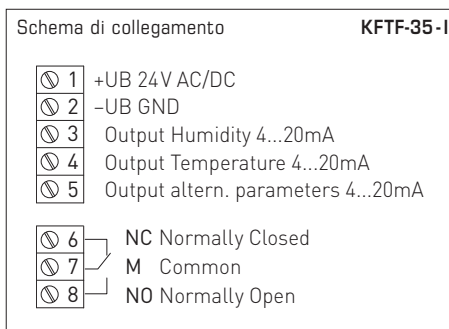 Schema di collegamento KFTF-35-I
1 +UB 24V AC/DC
2 –UB GND
3 Output Humidity 4...20mA
4 Output Temperature 4...20mA
5 Output altern. parameters 4...20mA
6 NC Normally Closed
7 M Common
8 NO Normally Open